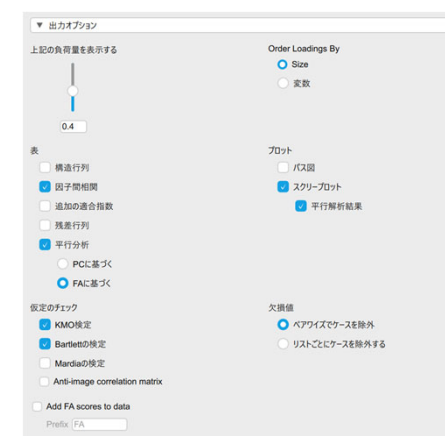 ▼ 出力オプション
上記の負荷量を表示する
0.4
Order Loadings By
Size
変数
表
構造行列
因子間相関
追加の適合指数
残差行列
平行分析
PCに基づく
FAに基づく
プロット
パス図
スクリープロット
平行解析結果
仮定のチェック
KMO検定
Bartlettの検定
Mardiaの検定
Anti-image correlation matrix
欠損値
ペアワイズでケースを除外
リストごとにケースを除外する
Add FA scores to data
Prefix FA